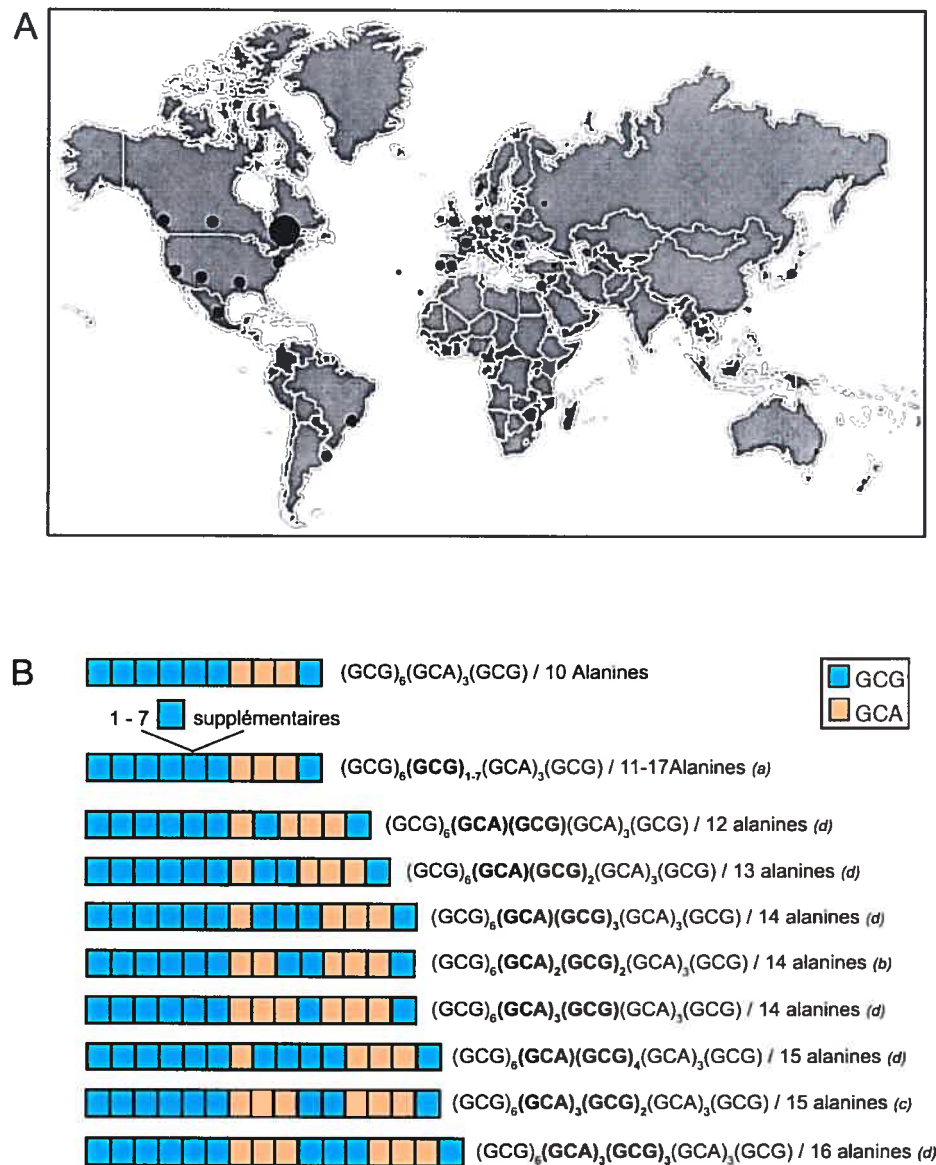 A
B
(GCG)6(GCA)3(GCG) / 10 Alanines
GCG
GCA
1 - 7 supplémentaires
(GCG)6(GCG)1-7(GCA)3(GCG) / 11-17Alanines (a)
(GCG)6(GCA)(GCG)(GCA)3(GCG) / 12 alanines (d)
(GCG)6(GCA)(GCG)2(GCA)3(GCG) / 13 alanines (d)
(GCG)6(GCA)(GCG)3(GCA)3(GCG) / 14 alanines (d)
(GCG)6(GCA)2(GCG)2(GCA)3(GCG) / 14 alanines (b)
(GCG)6(GCA)3(GCG)(GCA)3(GCG) / 14 alanines (d)
(GCG)6(GCA)(GCG)4(GCA)3(GCG) / 15 alanines (d)
(GCG)6(GCA)3(GCG)2(GCA)3(GCG) / 15 alanines (c)
(GCG)6(GCA)3(GCG)3(GCA)3(GCG) / 16 alanines (d)